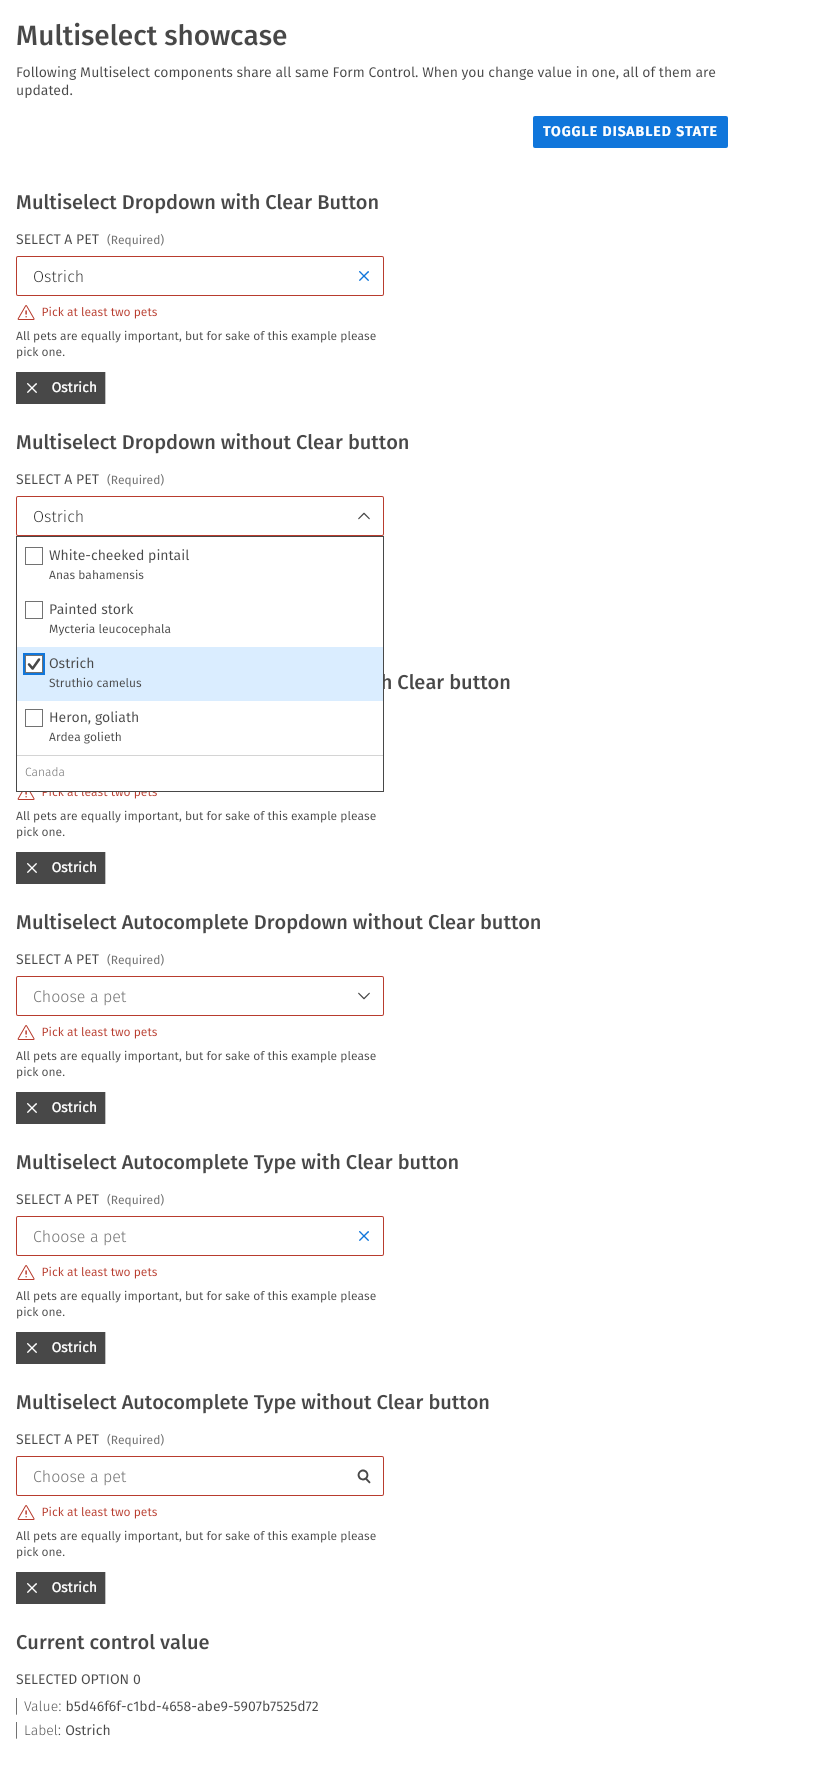 Multiselect showcase
Following Multiselect components share all same Form Control. When you change value in one, all of them are
updated.
TOGGLE DISABLED STATE
Multiselect Dropdown with Clear Button
SELECT A PET (Required)
Ostrich
Pick at least two pets
All pets are equally important, but for sake of this example please
pick one.
Ostrich
Multiselect Dropdown without Clear button
SELECT A PET (Required)
Ostrich
White-cheeked pintail
Anas bahamensis
Painted stork
Mycteria leucocephala
Ostrich
Struthio camelus
h Clear button
Heron, goliath
Ardea golieth
Canada
Pick at least two pets
All pets are equally important, but for sake of this example please
pick one.
Ostrich
Multiselect Autocomplete Dropdown without Clear button
SELECT A PET (Required)
Choose a pet
Pick at least two pets
All pets are equally important, but for sake of this example please
pick one.
Ostrich
Multiselect Autocomplete Type with Clear button
SELECT A PET (Required)
Choose a pet
Pick at least two pets
All pets are equally important, but for sake of this example please
pick one.
Ostrich
Multiselect Autocomplete Type without Clear button
SELECT A PET (Required)
Choose a pet
Pick at least two pets
All pets are equally important, but for sake of this example please
pick one.
Ostrich
Current control value
SELECTED OPTION 0
Value: b5d46f6f-c1bd-4658-abe9-5907b7525d72
Label: Ostrich